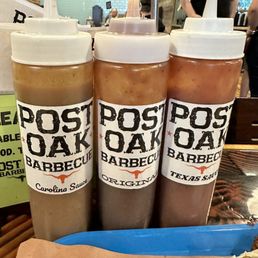 POST
OAK
BARBECUE
Carolina Sauce
POST
OAK
BARBECUE
ORIGINAL
POST
OAK
BARBECUE
TEXAS SAUCE